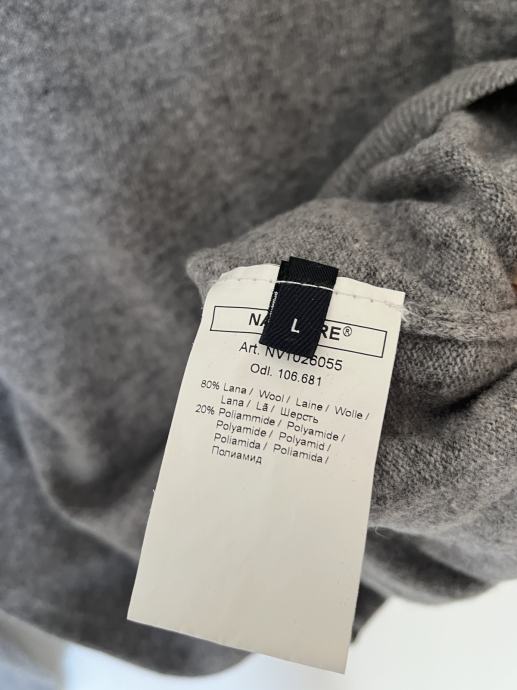 L
Art. NV1026055
Odl. 106.681
80% Lana / Wool / Laine / Wolle /
Lana / Lã / Шерсть
20% Poliammide / Polyamide /
Polyamide / Polyamid /
Poliamida / Poliamida /
Полиамид